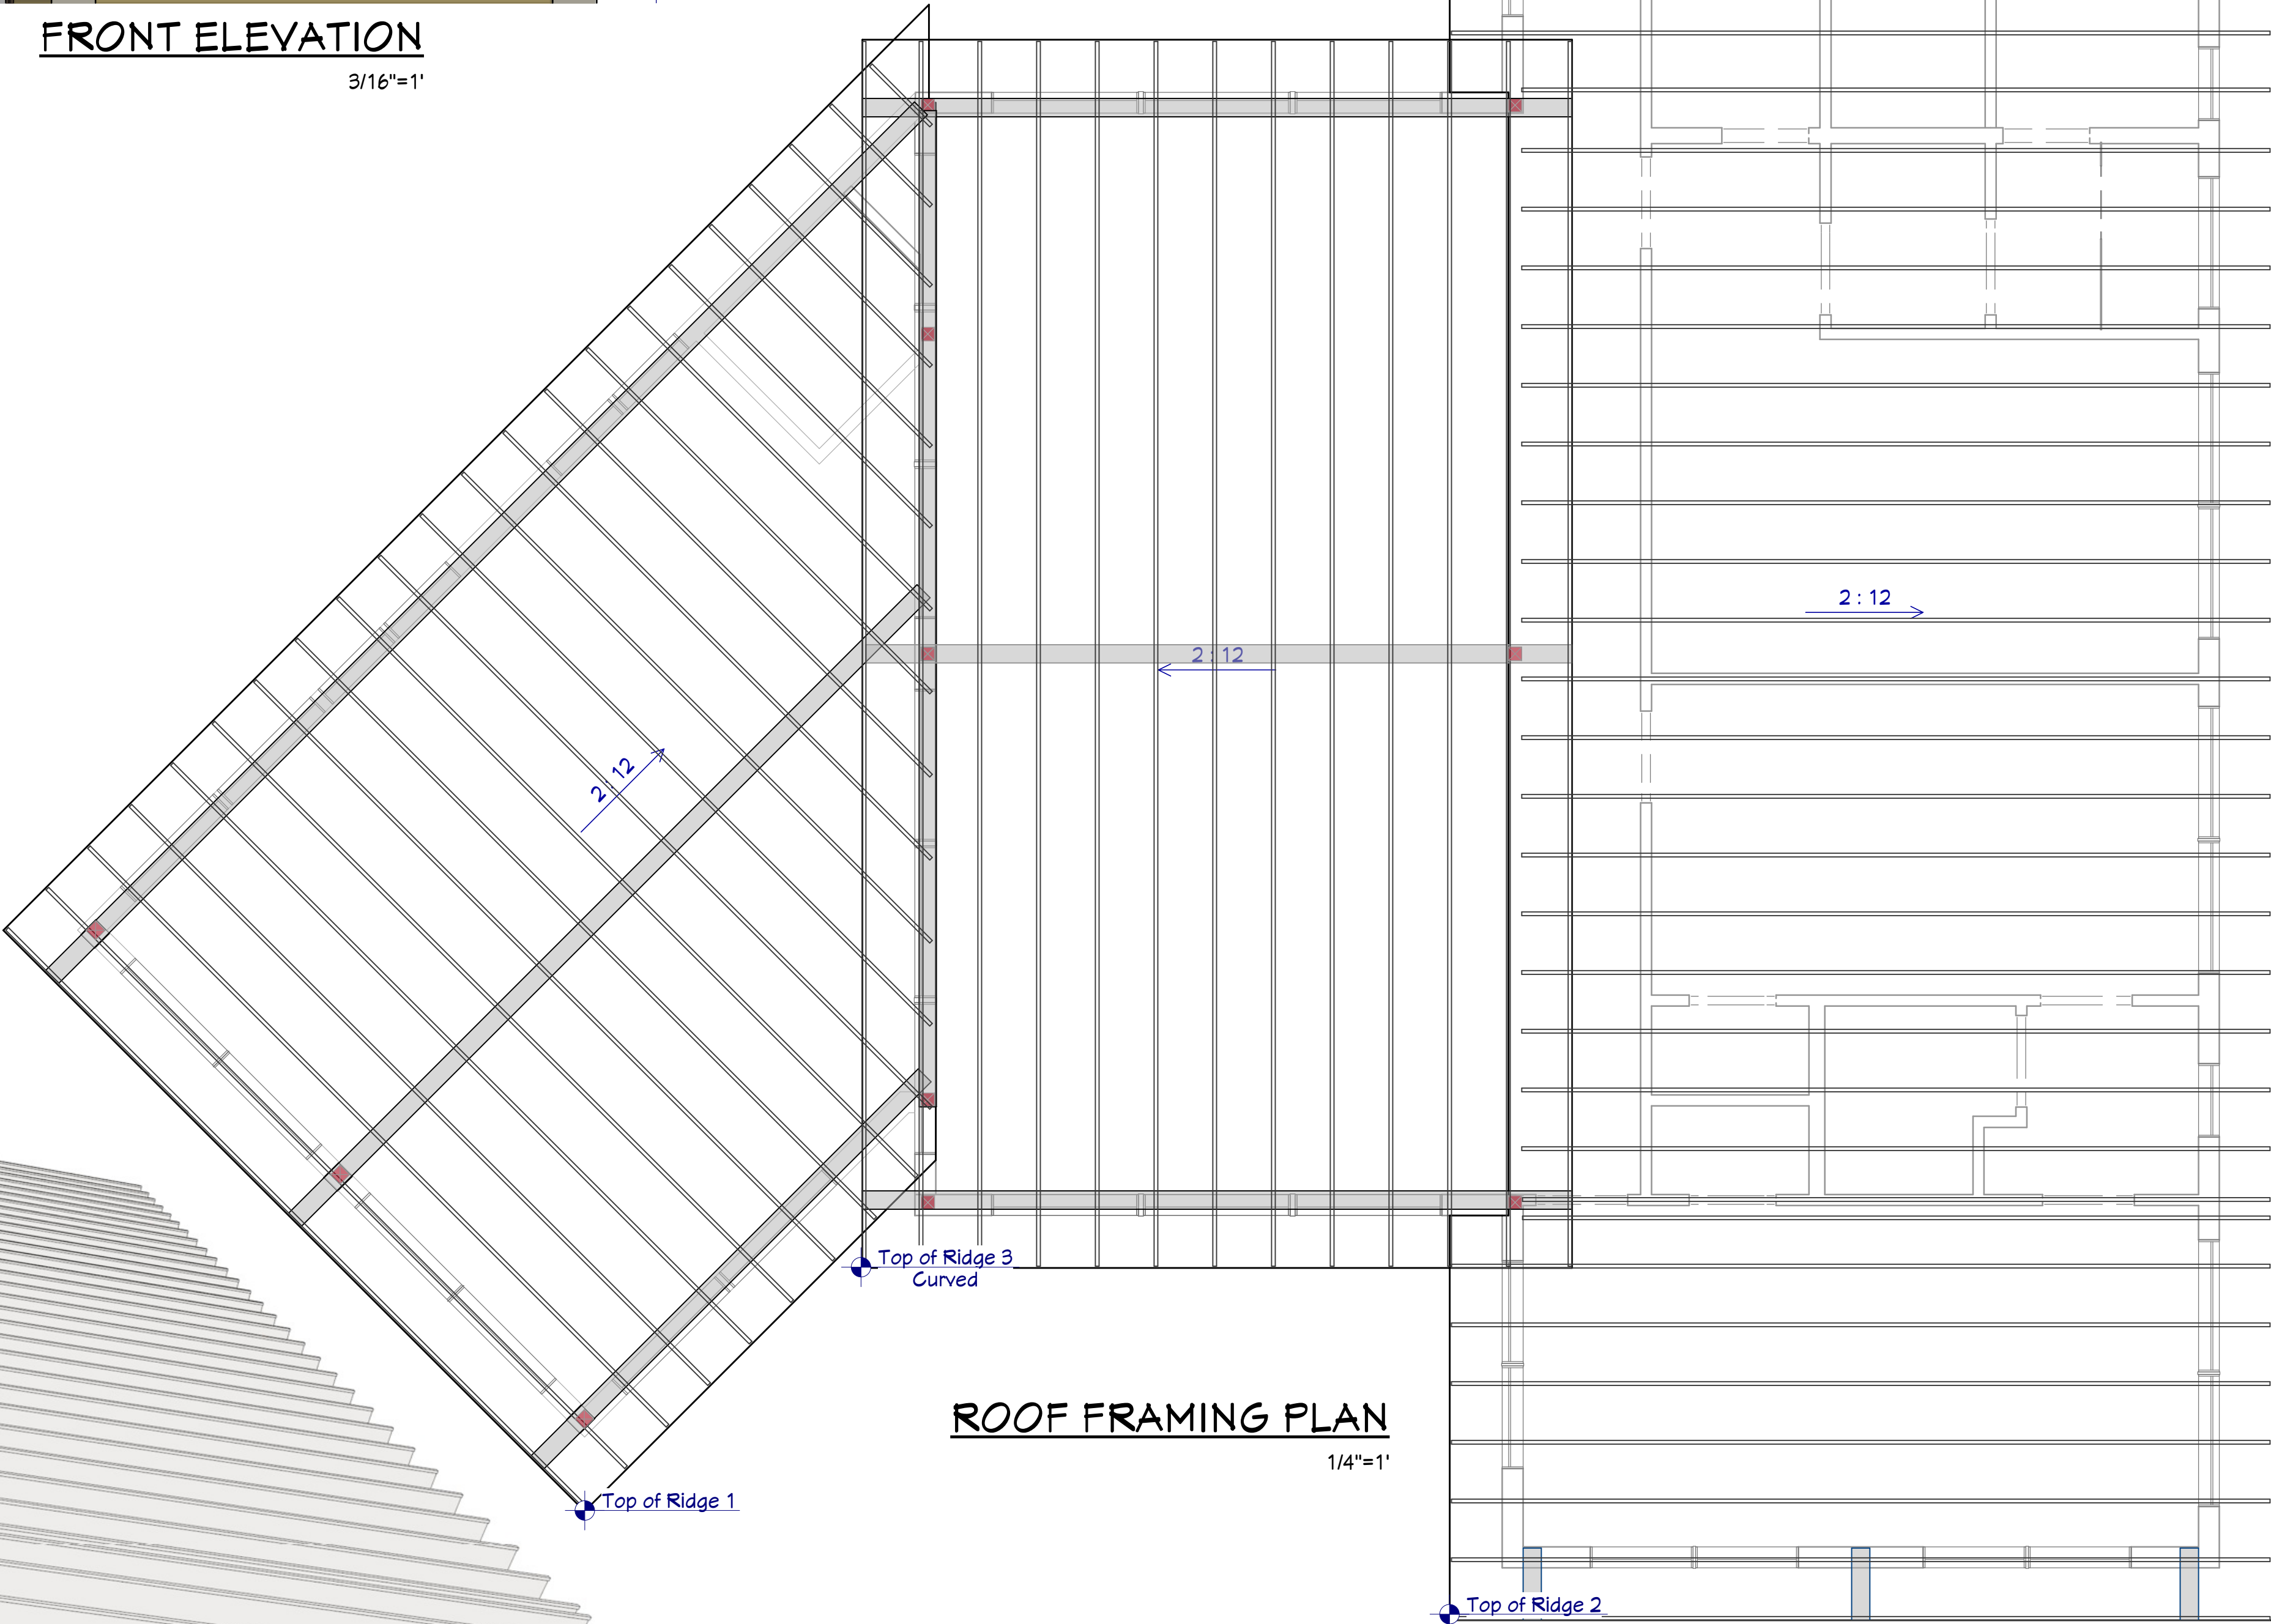 FRONT ELEVATION
3/16"=1'
2 : 12
2 : 12
2 : 12
Top of Ridge 3
Curved
ROOF FRAMING PLAN
1/4"=1'
Top of Ridge 1
Top of Ridge 2